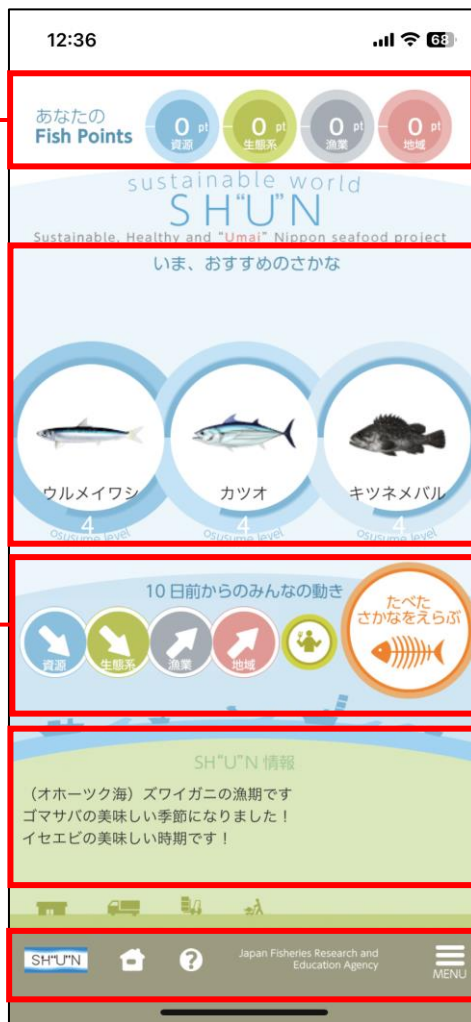 12:36
68
あなたの
Fish Points
0 pt 0 pt 0 pt 0 pt
資源 生態系 漁業 地域
sustainable world
SH"U"N
Sustainable, Healthy and "Umai" Nippon seafood project
いま、おすすめのさかな
ウルメイワシ カツオ キツネメバル
4 4 4
osusume level osusume level osusume level
10日前からのみんなの動き
資源 生態系 漁業 地域
たべた
さかなをえらぶ
SH"U"N 情報
（オホーツク海）ズワイガニの漁期です
ゴマサバの美味しい季節になりました！
イセエビの美味しい時期です！
SH"U"N
?
Japan Fisheries Research and
Education Agency
MENU